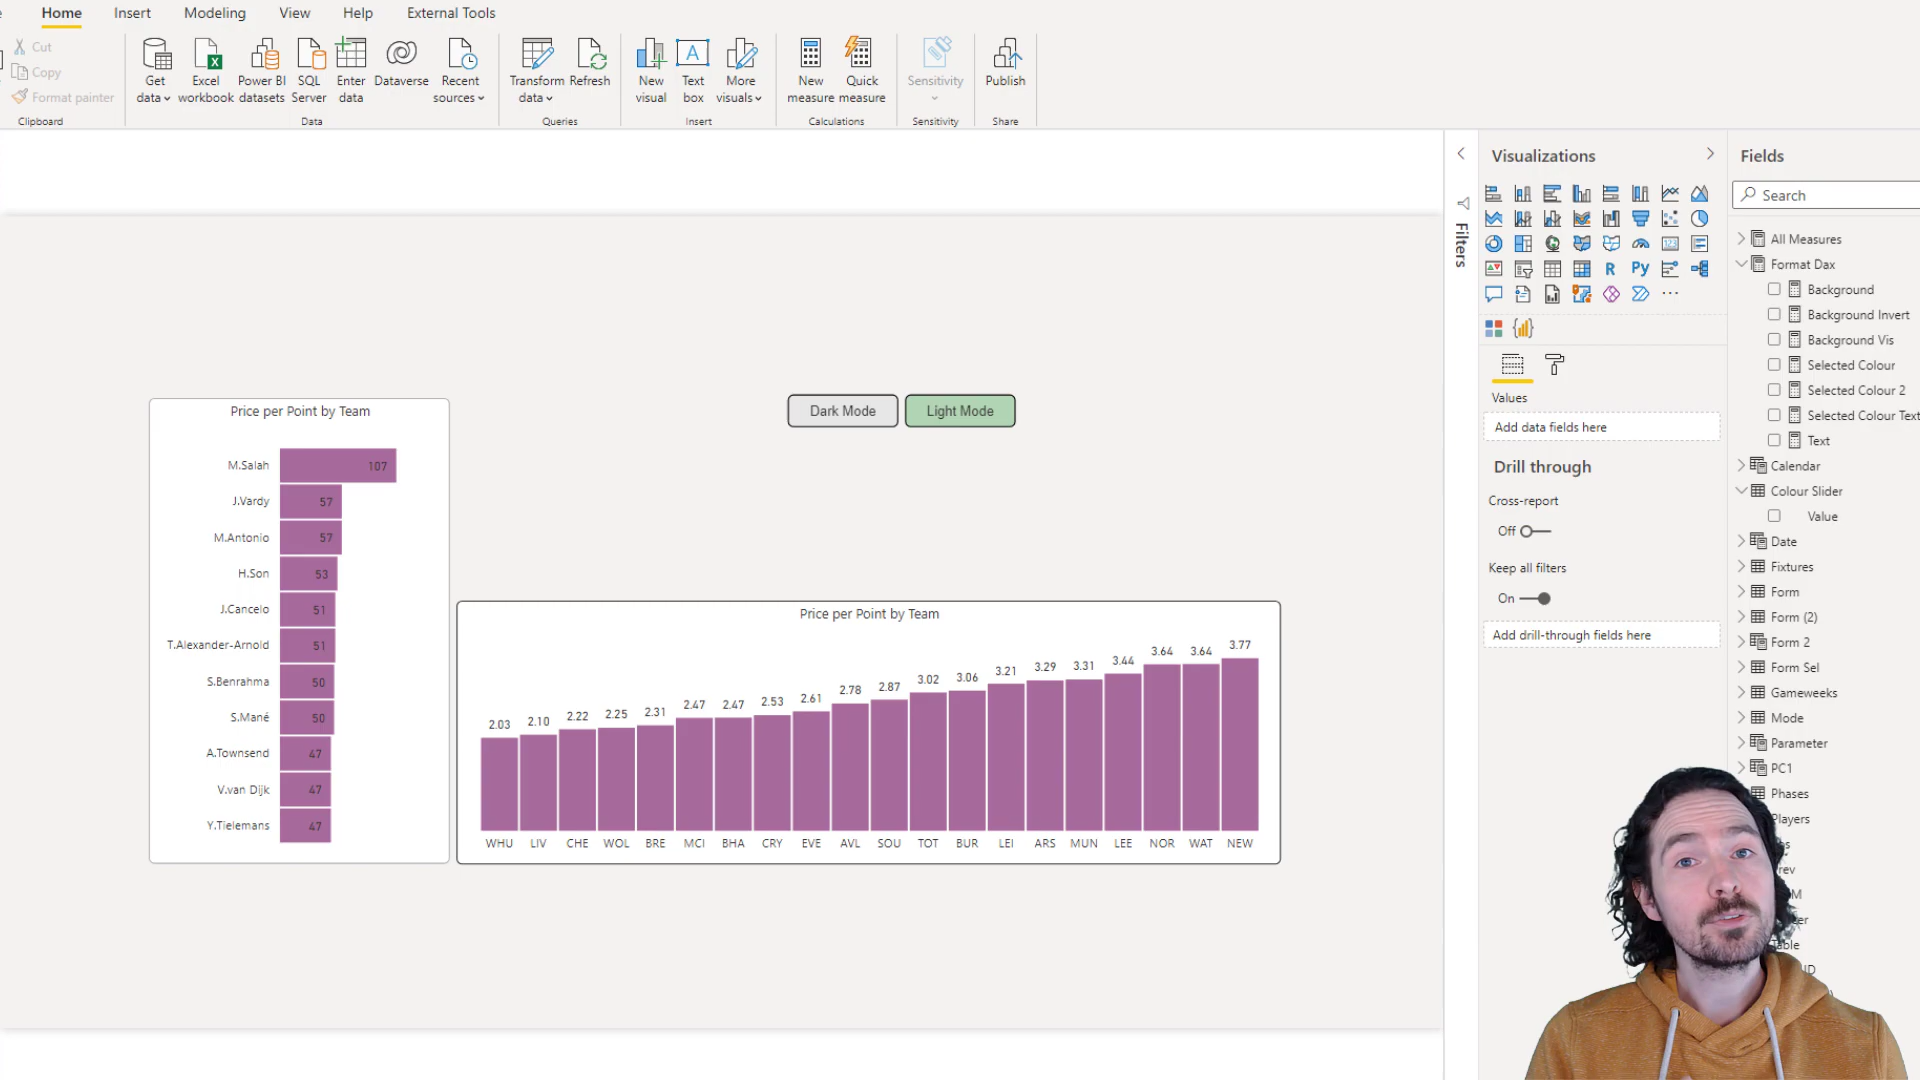 Home Insert Modeling View Help External Tools
Cut
Copy
Format painter
Clipboard
Get data
Excel workbook
Power BI datasets
SQL Server
Enter data
Dataverse
Recent sources
Data
Transform data
Refresh
Queries
New visual
Text box
More visuals
Insert
New measure
Quick measure
Calculations
Sensitivity
Sensitivity
Publish
Share
Price per Point by Team
M.Salah 107
J.Vardy 57
M.Antonio 57
H.Son 53
J.Cancelo 51
T.Alexander-Arnold 51
S.Benrahma 50
S.Mané 50
A.Townsend 47
V.van Dijk 47
Y.Tielemans 47
Dark Mode Light Mode
Price per Point by Team
2.03 2.10 2.22 2.25 2.31 2.47 2.47 2.53 2.61 2.78 2.87 3.02 3.06 3.21 3.29 3.31 3.44 3.64 3.64 3.77
WHU LIV CHE WOL BRE MCI BHA CRY EVE AVL SOU TOT BUR LEI ARS MUN LEE NOR WAT NEW
Filters
Visualizations
R Py
Values
Add data fields here
Drill through
Cross-report
Off
Keep all filters
On
Add drill-through fields here
Fields
Search
All Measures
Format Dax
Background
Background Invert
Background Vis
Selected Colour
Selected Colour 2
Selected Colour Text
Text
Calendar
Colour Slider
Value
Date
Fixtures
Form
Form (2)
Form 2
Form Sel
Gameweeks
Mode
Parameter
PC1
Phases
Players
Table